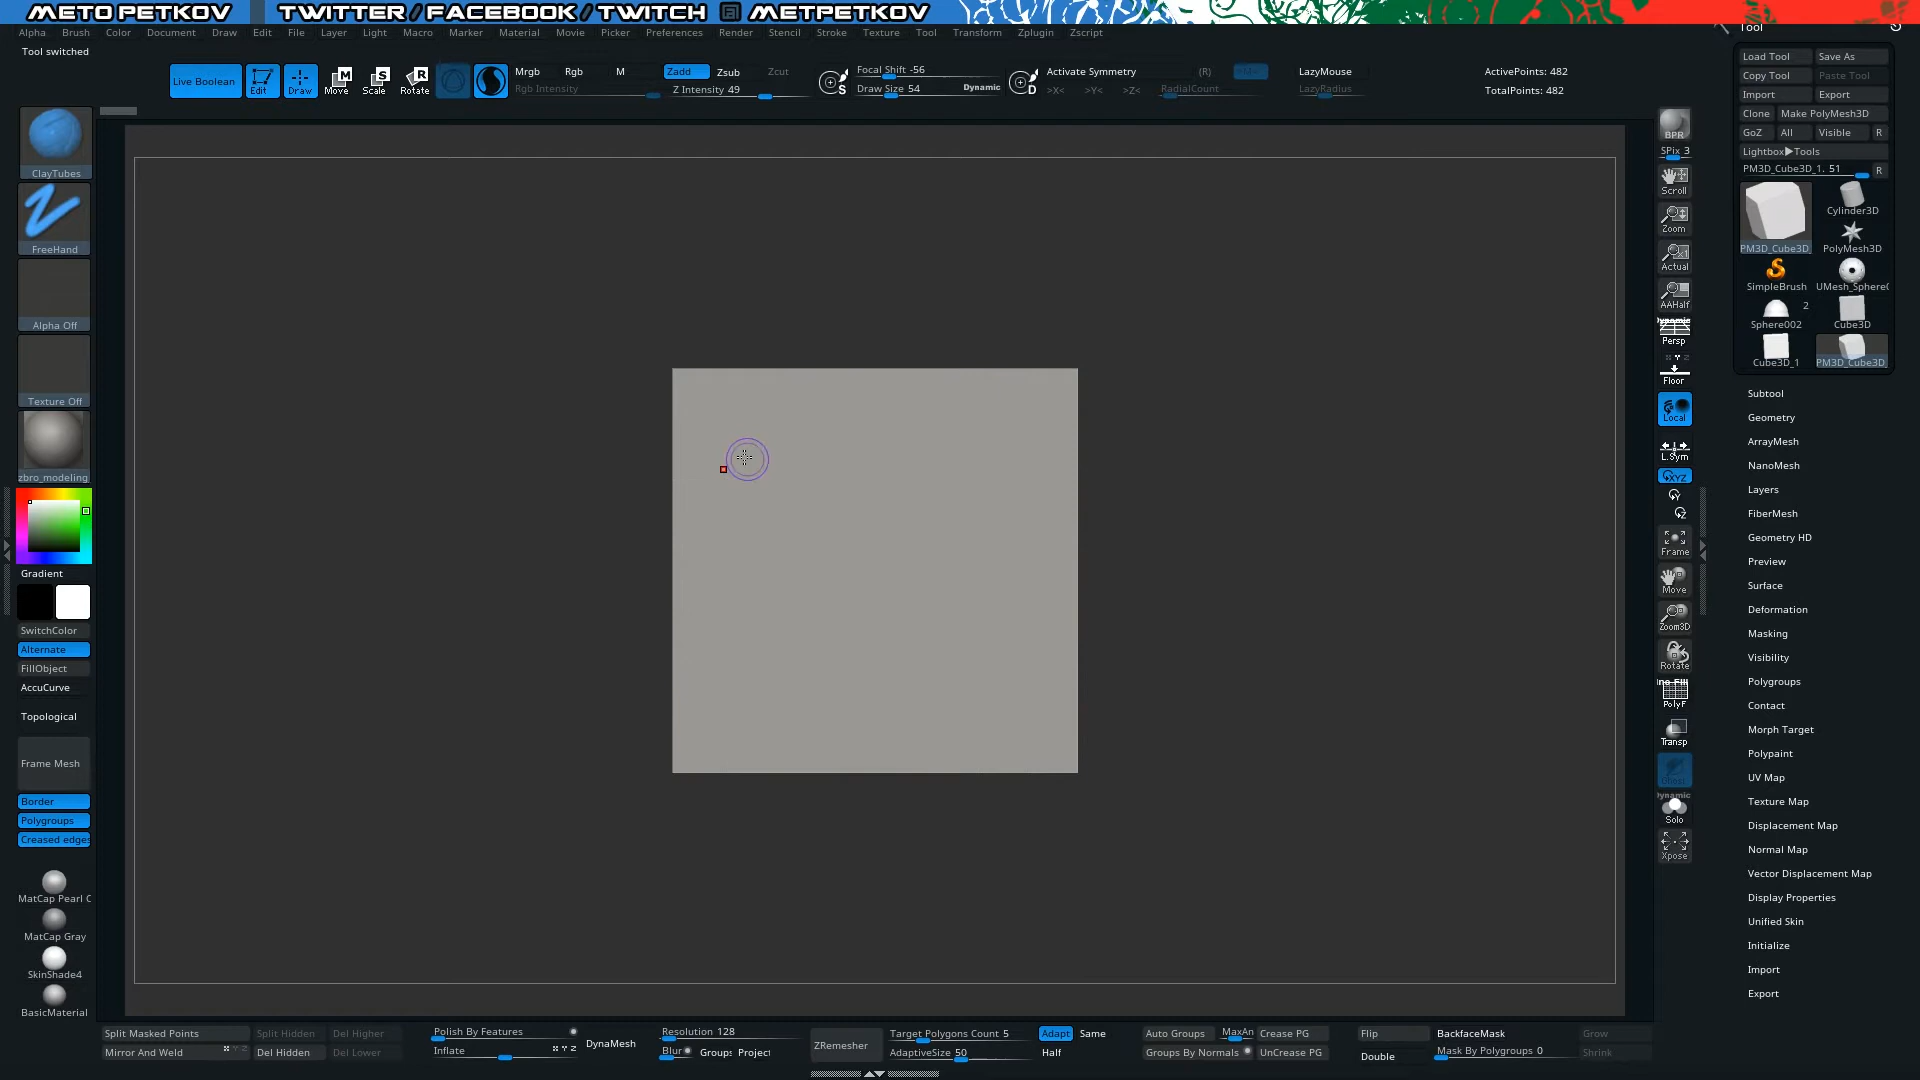 METO PETKOV TWITTER / FACEBOOK / TWITCH @ METPETKOV
Alpha Brush Color Document Draw Edit File Layer Light Macro Marker Material Movie Picker Preferences Render Stencil Stroke Texture Tool Transform Zplugin Zscript
Tool
Tool switched
Live Boolean Edit Draw Move Scale Rotate
Mrgb Rgb M Zadd Zsub Zcut
Rgb Intensity Z Intensity 49
Focal Shift -56
Draw Size 54 Dynamic
Activate Symmetry (R)
>X< >Y< >Z< RadialCount
LazyMouse
LazyRadius
ActivePoints: 482
TotalPoints: 482
ClayTubes
FreeHand
Alpha Off
Texture Off
zbro_modeling
Gradient
SwitchColor
Alternate
FillObject
AccuCurve
Topological
Frame Mesh
Border
Polygroups
Creased edges
MatCap Pearl C
MatCap Gray
SkinShade4
BasicMaterial
BPR
SPix 3
Scroll
Zoom
Actual
AAHalf
Dynamic
Persp
Floor
Local
L.Sym
XYZ
Y
Z
Frame
Move
Zoom3D
Rotate
PolyF
Transp
Ghost
Dynamic
Solo
Xpose
Load Tool Save As
Copy Tool Paste Tool
Import Export
Clone Make PolyMesh3D
GoZ All Visible R
Lightbox▶Tools
PM3D_Cube3D_1. 51 R
PM3D_Cube3D_ Cylinder3D
PolyMesh3D
SimpleBrush UMesh_SphereC
2
Sphere002 Cube3D
Cube3D_1 PM3D_Cube3D_
Subtool
Geometry
ArrayMesh
NanoMesh
Layers
FiberMesh
Geometry HD
Preview
Surface
Deformation
Masking
Visibility
Polygroups
Contact
Morph Target
Polypaint
UV Map
Texture Map
Displacement Map
Normal Map
Vector Displacement Map
Display Properties
Unified Skin
Initialize
Import
Export
Split Masked Points Split Hidden Del Higher
Mirror And Weld Del Hidden Del Lower
Polish By Features
Inflate
DynaMesh
Resolution 128
Blur Groups Project
ZRemesher
Target Polygons Count 5
AdaptiveSize 50
Adapt Same
Half
Auto Groups MaxAn Crease PG
Groups By Normals UnCrease PG
Flip BackfaceMask
Double Mask By Polygroups 0
Grow
Shrink